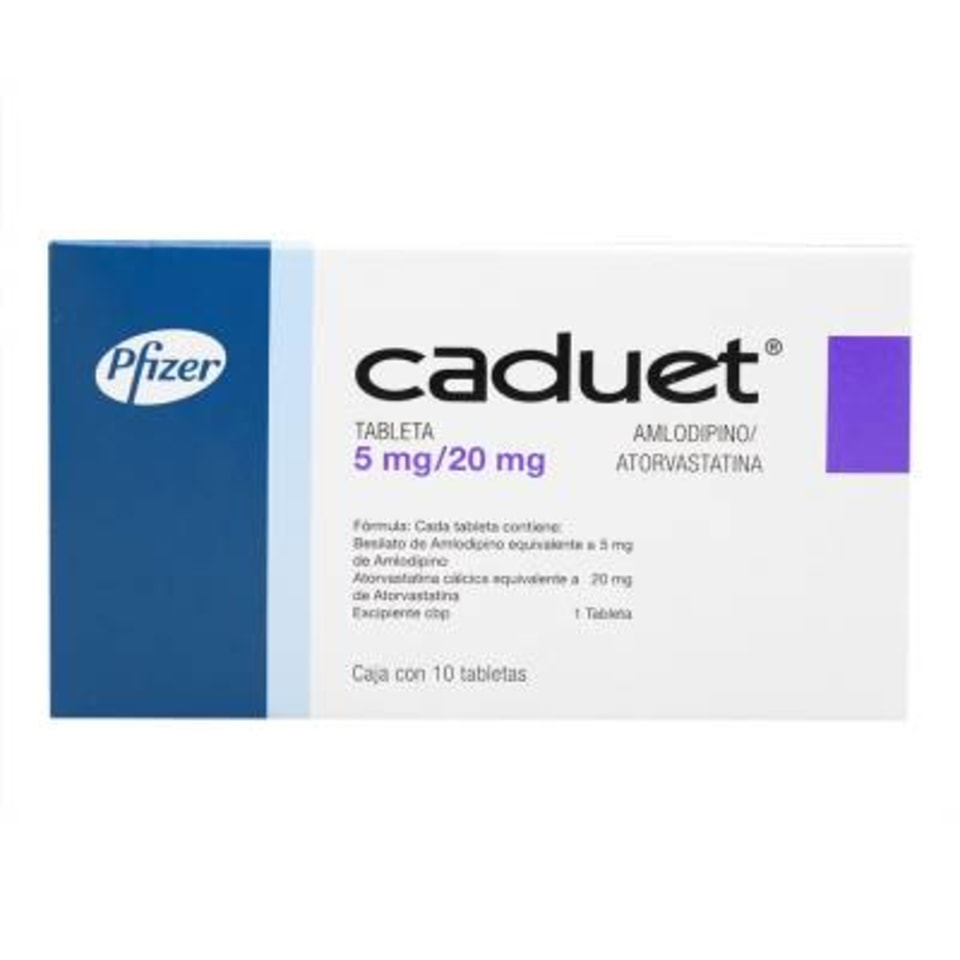 Pfizer
caduet®
TABLETA
5 mg/20 mg
AMLODIPINO/
ATORVASTATINA
Fórmula: Cada tableta contiene:
Besilato de Amlodipino equivalente a 5 mg
de Amlodipino
Atorvastatina cálcica equivalente a 20 mg
de Atorvastatina
Excipiente cbp 1 Tableta
Caja con 10 tabletas